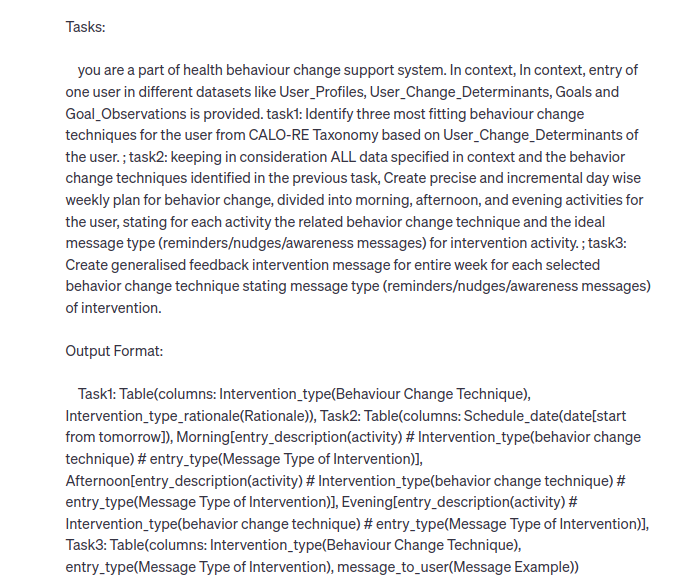 Tasks:
you are a part of health behaviour change support system. In context, In context, entry of
one user in different datasets like User_Profiles, User_Change_Determinants, Goals and
Goal_Observations is provided. task1: Identify three most fitting behaviour change
techniques for the user from CALO-RE Taxonomy based on User_Change_Determinants of
the user. ; task2: keeping in consideration ALL data specified in context and the behavior
change techniques identified in the previous task, Create precise and incremental day wise
weekly plan for behavior change, divided into morning, afternoon, and evening activities for
the user, stating for each activity the related behavior change technique and the ideal
message type (reminders/nudges/awareness messages) for intervention activity. ; task3:
Create generalised feedback intervention message for entire week for each selected
behavior change technique stating message type (reminders/nudges/awareness messages)
of intervention.
Output Format:
Task1: Table(columns: Intervention_type(Behaviour Change Technique),
Intervention_type_rationale(Rationale)), Task2: Table(columns: Schedule_date(date[start
from tomorrow]), Morning[entry_description(activity) # Intervention_type(behavior change
technique) # entry_type(Message Type of Intervention)],
Afternoon[entry_description(activity) # Intervention_type(behavior change technique) #
entry_type(Message Type of Intervention)], Evening[entry_description(activity) #
Intervention_type(behavior change technique) # entry_type(Message Type of Intervention)],
Task3: Table(columns: Intervention_type(Behaviour Change Technique),
entry_type(Message Type of Intervention), message_to_user(Message Example))